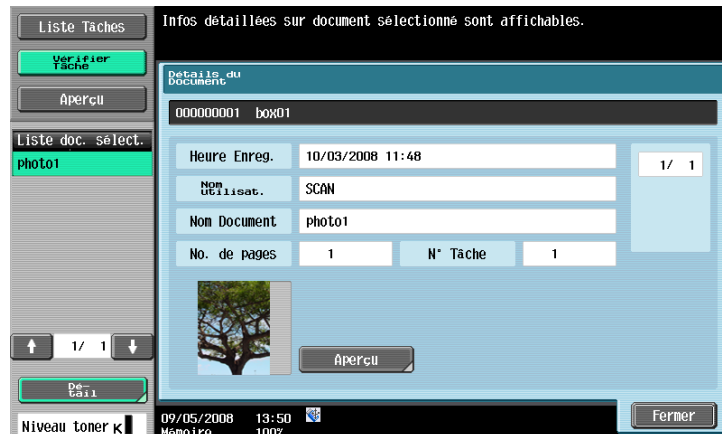 Liste Tâches
Infos détaillées sur document sélectionné sont affichables.
Vérifier
Tâche
Aperçu
Détails du
Document
000000001 box01
Liste doc. sélect.
photo1
Heure Enreg. 10/03/2008 11:48
1/ 1
Nom
utilisat. SCAN
Nom Document photo1
No. de pages 1 N° Tâche 1
1/ 1
Aperçu
Dé-
tail
Niveau toner K
09/05/2008 13:50
Mémoire 100%
Fermer